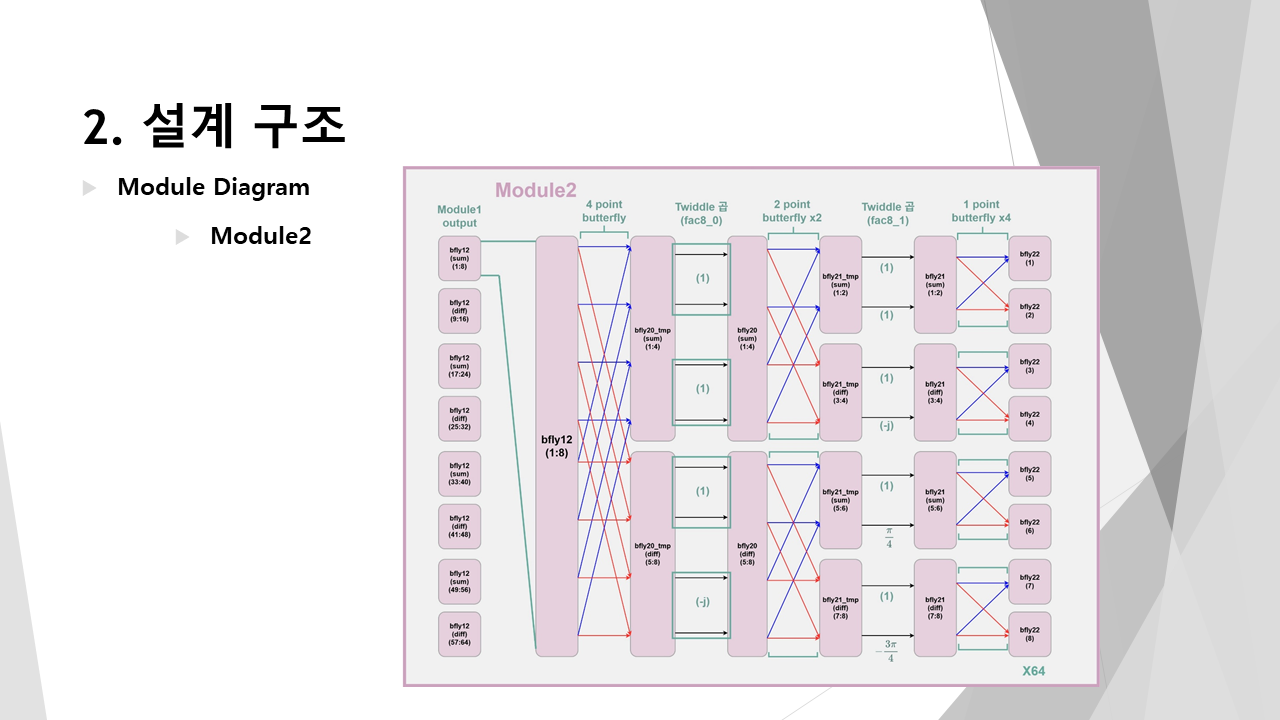 2. 설계 구조
Module Diagram
Module2
Module2
Module1
output
4 point
butterfly
Twiddle 곱
(fac8_0)
2 point
butterfly x2
Twiddle 곱
(fac8_1)
1 point
butterfly x4
bfly12
(sum)
(1:8)
bfly12
(diff)
(9:16)
bfly12
(sum)
(17:24)
bfly12
(diff)
(25:32)
bfly12
(sum)
(33:40)
bfly12
(diff)
(41:48)
bfly12
(sum)
(49:56)
bfly12
(diff)
(57:64)
bfly12
(1:8)
bfly20_tmp
(sum)
(1:4)
bfly20_tmp
(diff)
(5:8)
(1)
(1)
(1)
(-j)
bfly20
(sum)
(1:4)
bfly20
(diff)
(5:8)
bfly21_tmp
(sum)
(1:2)
bfly21_tmp
(diff)
(3:4)
bfly21_tmp
(sum)
(5:6)
bfly21_tmp
(diff)
(7:8)
(1)
(1)
(1)
(-j)
(1)
π
4
(1)
− 3π
4
bfly21
(sum)
(1:2)
bfly21
(diff)
(3:4)
bfly21
(sum)
(5:6)
bfly21
(diff)
(7:8)
bfly22
(1)
bfly22
(2)
bfly22
(3)
bfly22
(4)
bfly22
(5)
bfly22
(6)
bfly22
(7)
bfly22
(8)
X64